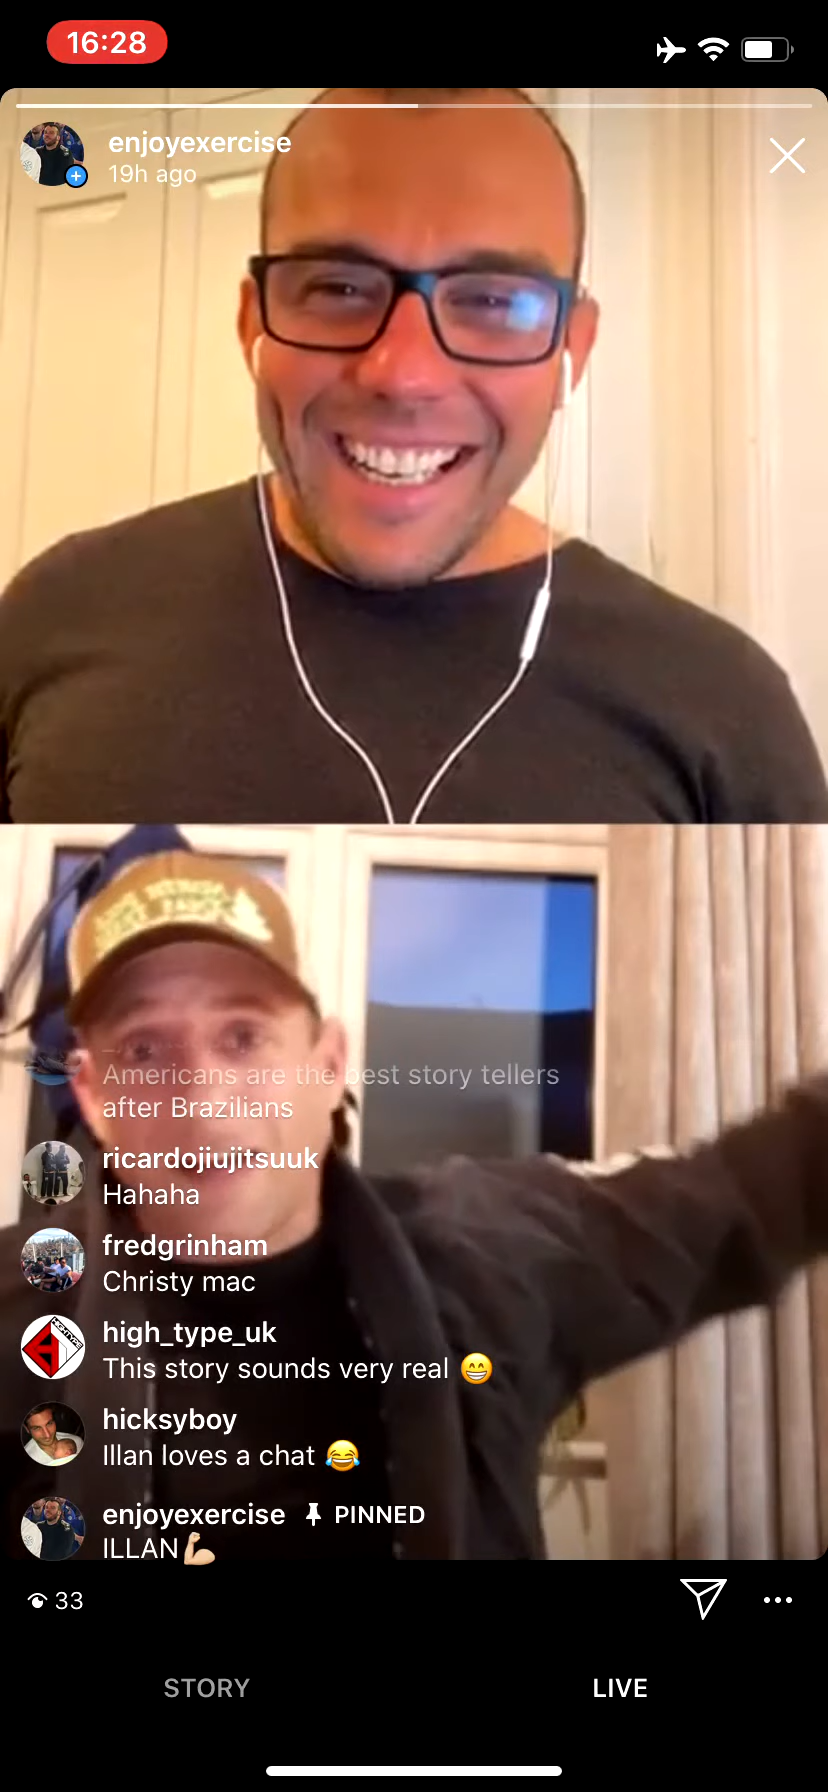 16:28
enjoyexercise
19h ago
Americans are the best story tellers
after Brazilians
ricardojiujitsuuk
Hahaha
fredgrinham
Christy mac
high_type_uk
This story sounds very real 😁
hicksyboy
Illan loves a chat 😂
enjoyexercise PINNED
ILLAN💪🏻
33
STORY
LIVE